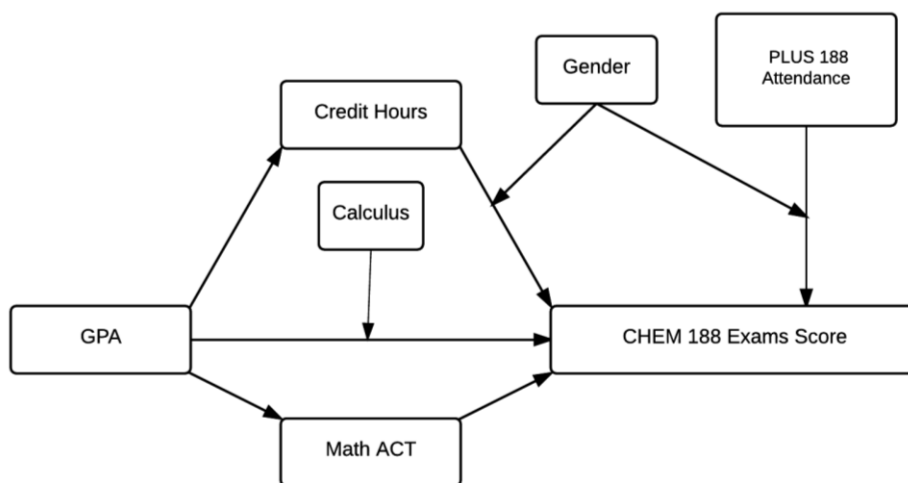 PLUS 188
Attendance
Gender
Credit Hours
Calculus
GPA
CHEM 188 Exams Score
Math ACT